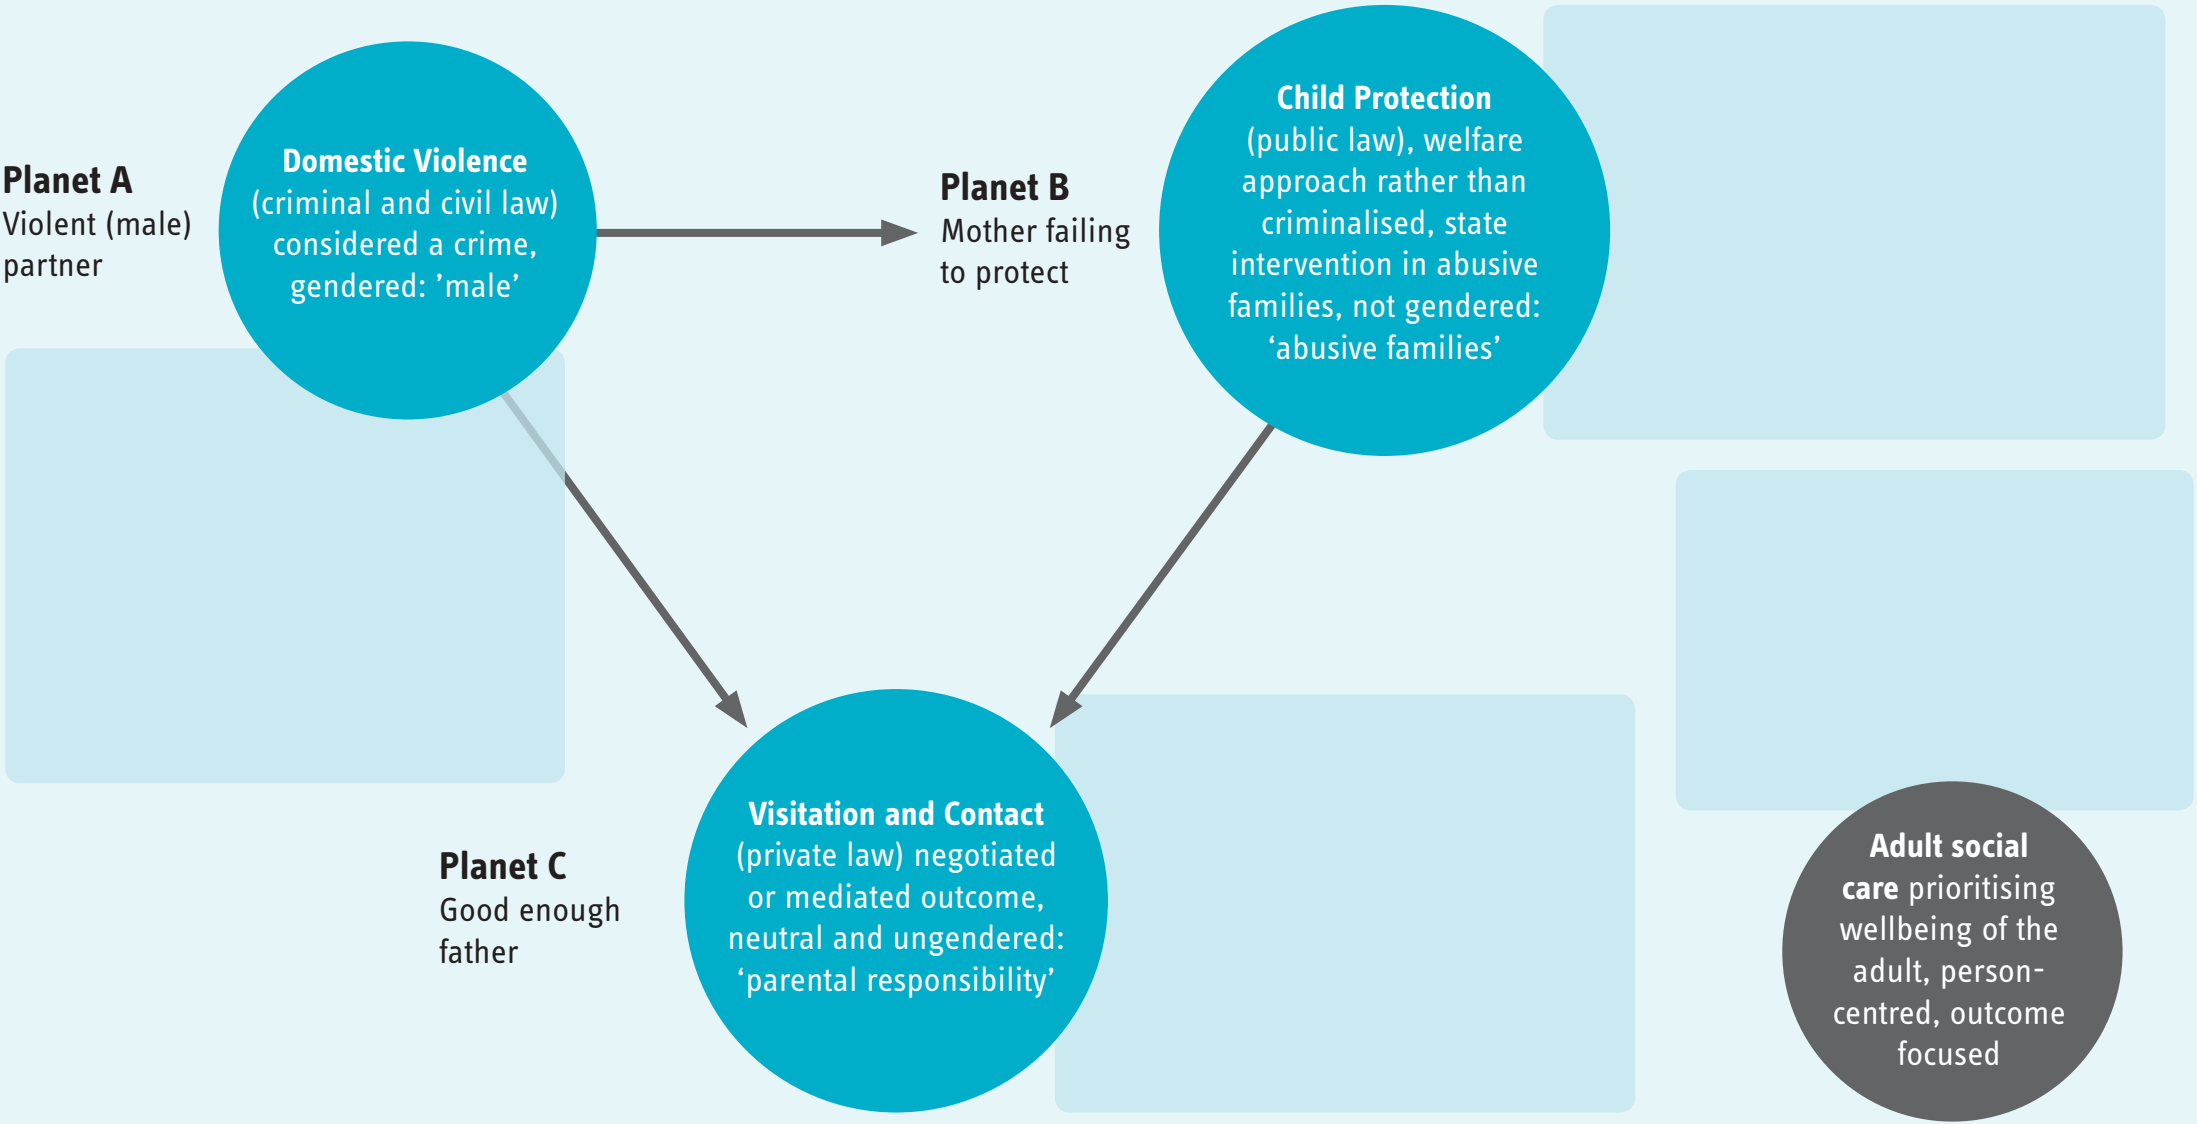 Planet A
Violent (male)
partner
Domestic Violence
(criminal and civil law)
considered a crime,
gendered: ’male’
Planet B
Mother failing
to protect
Child Protection
(public law), welfare
approach rather than
criminalised, state
intervention in abusive
families, not gendered:
‘abusive families’
Planet C
Good enough
father
Visitation and Contact
(private law) negotiated
or mediated outcome,
neutral and ungendered:
‘parental responsibility’
Adult social
care prioritising
wellbeing of the
adult, person-
centred, outcome
focused